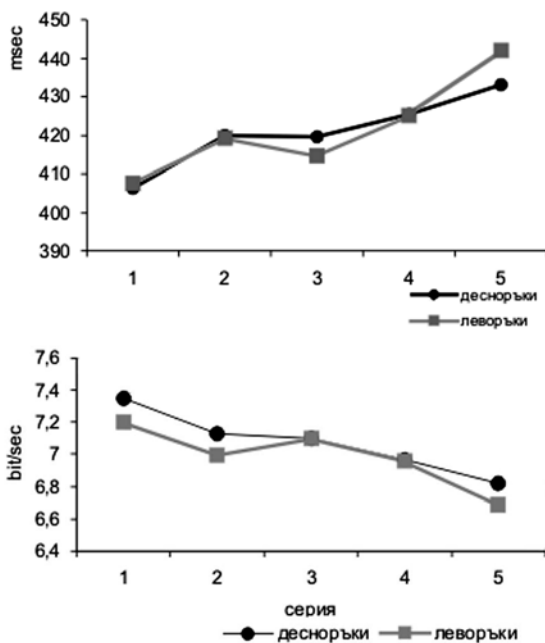 msec
450
440
430
420
410
400
390
1 2 3 4 5
десноръки
леворъки
bit/sec
7,6
7,4
7,2
7
6,8
6,6
6,4
1 2 3 4 5
серия
десноръки леворъки